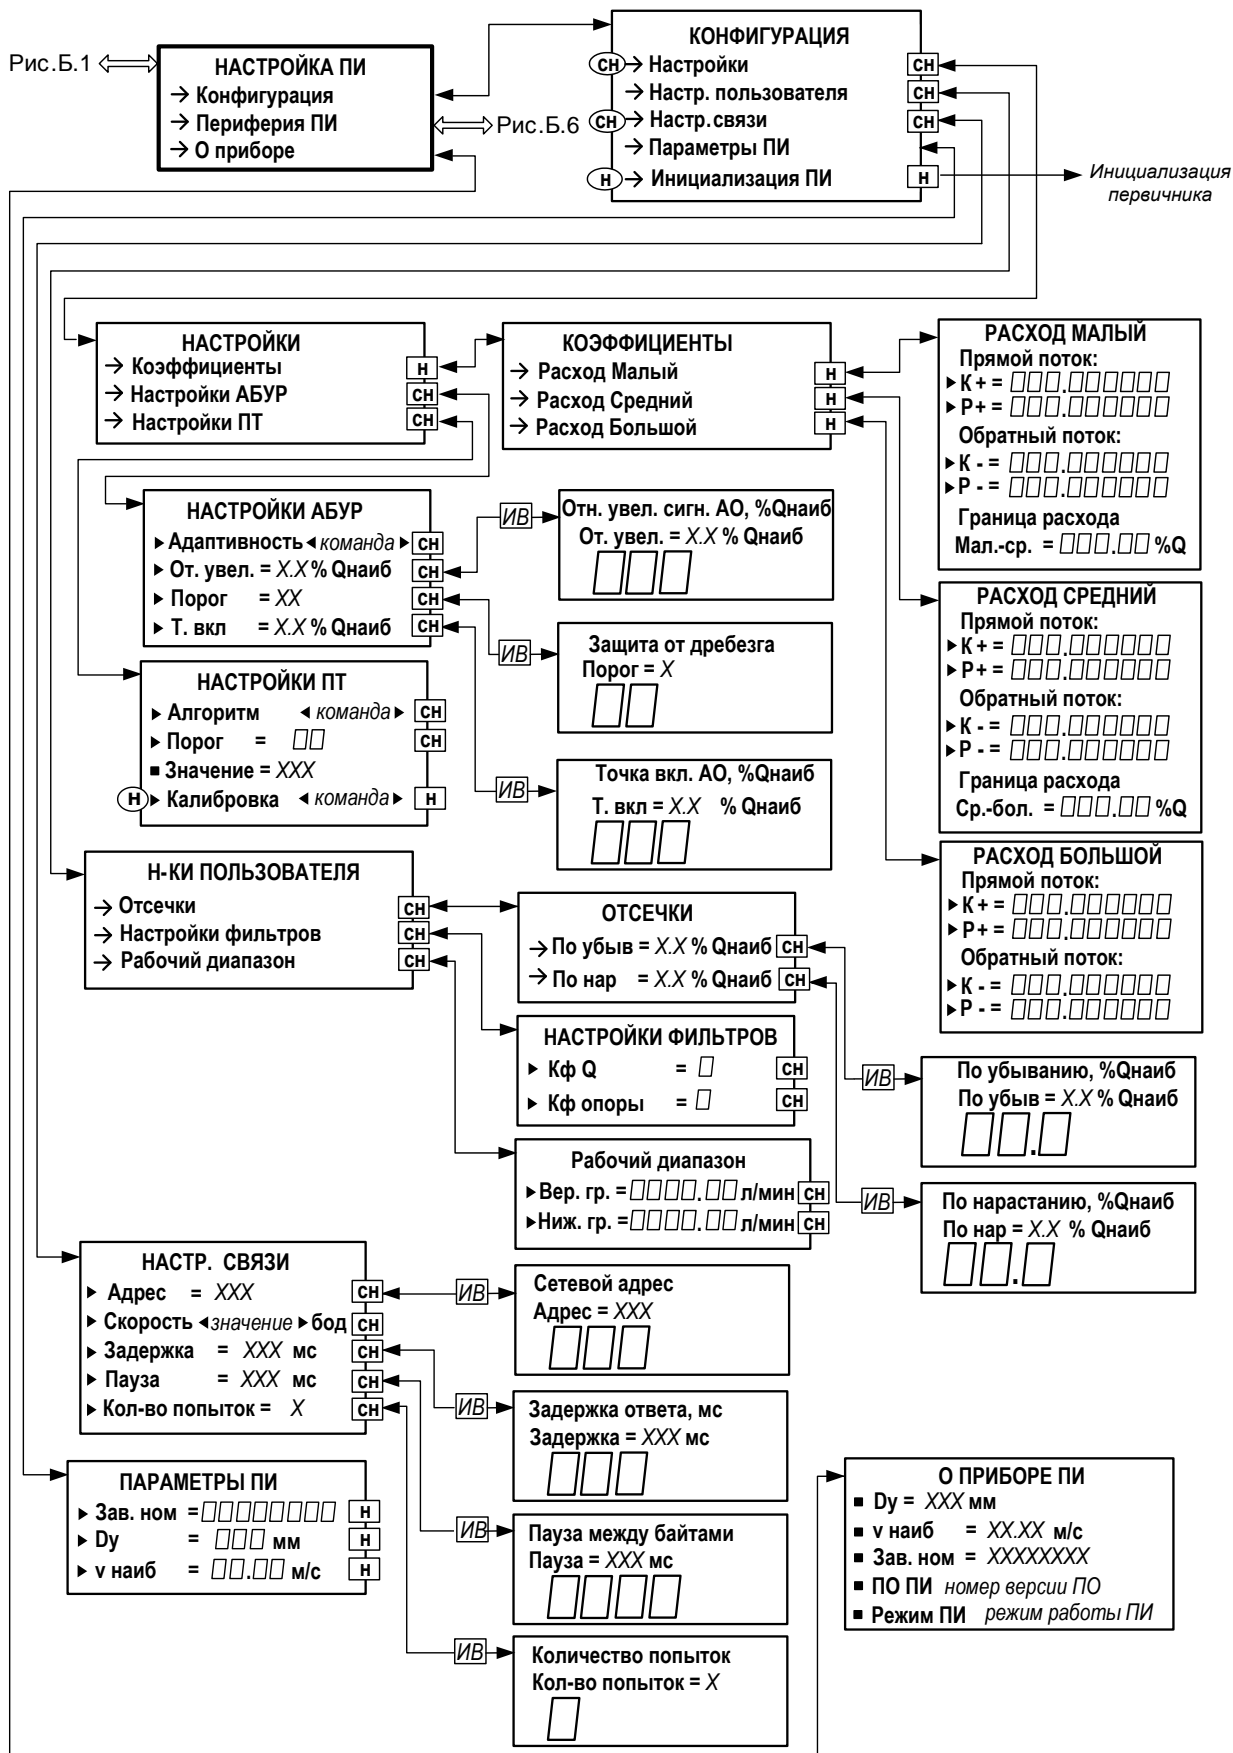 Рис.Б.1
НАСТРОЙКА ПИ
→ Конфигурация
→ Периферия ПИ
→ О приборе
Рис.Б.6
КОНФИГУРАЦИЯ
СН → Настройки СН
→ Настр. пользователя СН
СН → Настр.связи СН
→ Параметры ПИ
Н → Инициализация ПИ Н
Инициализация
первичника
НАСТРОЙКИ
→ Коэффициенты Н
→ Настройки АБУР СН
→ Настройки ПТ СН
КОЭФФИЦИЕНТЫ
→ Расход Малый Н
→ Расход Средний Н
→ Расход Большой Н
РАСХОД МАЛЫЙ
Прямой поток:
▶ К + = ▯▯▯.▯▯▯▯▯▯
▶ Р + = ▯▯▯.▯▯▯▯▯▯
Обратный поток:
▶ К - = ▯▯▯.▯▯▯▯▯▯
▶ Р - = ▯▯▯.▯▯▯▯▯▯
Граница расхода
Мал.-ср. = ▯▯▯.▯▯ %Q
НАСТРОЙКИ АБУР
▶ Адаптивность ◀ команда ▶ СН
▶ От. увел. = X.X % Qнаиб СН
▶ Порог = XX СН
▶ Т. вкл = X.X % Qнаиб СН
ИВ
Отн. увел. сигн. АО, %Qнаиб
От. увел. = X.X % Qнаиб
▯▯▯
ИВ
Защита от дребезга
Порог = X
▯▯
ИВ
Точка вкл. АО, %Qнаиб
Т. вкл = X.X % Qнаиб
▯▯▯
РАСХОД СРЕДНИЙ
Прямой поток:
▶ К + = ▯▯▯.▯▯▯▯▯▯
▶ Р + = ▯▯▯.▯▯▯▯▯▯
Обратный поток:
▶ К - = ▯▯▯.▯▯▯▯▯▯
▶ Р - = ▯▯▯.▯▯▯▯▯▯
Граница расхода
Ср.-бол. = ▯▯▯.▯▯ %Q
НАСТРОЙКИ ПТ
▶ Алгоритм ◀ команда ▶ СН
▶ Порог = ▯▯ СН
■ Значение = XXX
Н ▶ Калибровка ◀ команда ▶ Н
РАСХОД БОЛЬШОЙ
Прямой поток:
▶ К + = ▯▯▯.▯▯▯▯▯▯
▶ Р + = ▯▯▯.▯▯▯▯▯▯
Обратный поток:
▶ К - = ▯▯▯.▯▯▯▯▯▯
▶ Р - = ▯▯▯.▯▯▯▯▯▯
Н-КИ ПОЛЬЗОВАТЕЛЯ
→ Отсечки СН
→ Настройки фильтров СН
→ Рабочий диапазон СН
ОТСЕЧКИ
→ По убыв = X.X % Qнаиб СН
→ По нар = X.X % Qнаиб СН
НАСТРОЙКИ ФИЛЬТРОВ
▶ Кф Q = ▯ СН
▶ Кф опоры = ▯ СН
Рабочий диапазон
▶ Вер. гр. = ▯▯▯▯.▯▯ л/мин СН
▶ Ниж. гр. = ▯▯▯▯.▯▯ л/мин СН
ИВ
По убыванию, %Qнаиб
По убыв = X.X % Qнаиб
▯▯.▯
ИВ
По нарастанию, %Qнаиб
По нар = X.X % Qнаиб
▯▯.▯
НАСТР. СВЯЗИ
▶ Адрес = XXX СН
▶ Скорость ◀ значение ▶ бод СН
▶ Задержка = XXX мс СН
▶ Пауза = XXX мс СН
▶ Кол-во попыток = X СН
ИВ
Сетевой адрес
Адрес = XXX
▯▯▯
ИВ
Задержка ответа, мс
Задержка = XXX мс
▯▯▯
ИВ
Пауза между байтами
Пауза = XXX мс
▯▯▯▯
ИВ
Количество попыток
Кол-во попыток = X
▯
ПАРАМЕТРЫ ПИ
▶ Зав. ном = ▯▯▯▯▯▯▯▯ Н
▶ Dу = ▯▯▯ мм Н
▶ v наиб = ▯▯.▯▯ м/с Н
О ПРИБОРЕ ПИ
■ Dу = XXX мм
■ v наиб = XX.XX м/с
■ Зав. ном = XXXXXXXX
■ ПО ПИ номер версии ПО
■ Режим ПИ режим работы ПИ